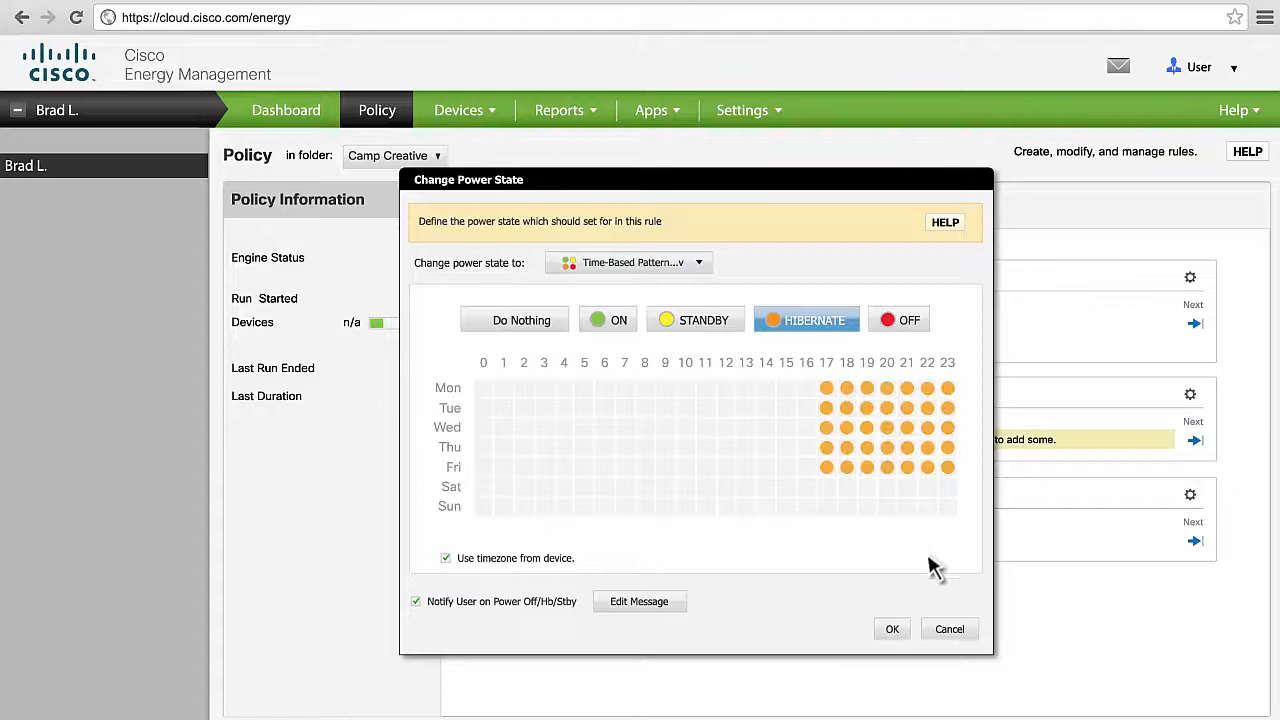 https://cloud.cisco.com/energy
CISCO
Cisco
Energy Management
User
Brad L.
Dashboard Policy Devices Reports Apps Settings Help
Brad L.
Policy in folder: Camp Creative
Create, modify, and manage rules. HELP
Policy Information
Engine Status
Run Started
Devices n/a
Last Run Ended
Last Duration
Change Power State
Define the power state which should set for in this rule HELP
Change power state to: Time-Based Pattern...v
Do Nothing ON STANDBY HIBERNATE OFF
0 1 2 3 4 5 6 7 8 9 10 11 12 13 14 15 16 17 18 19 20 21 22 23
Mon
Tue
Wed
Thu
Fri
Sat
Sun
Use timezone from device.
Notify User on Power Off/Hb/Stby Edit Message
OK Cancel
Next
Next
to add some.
Next